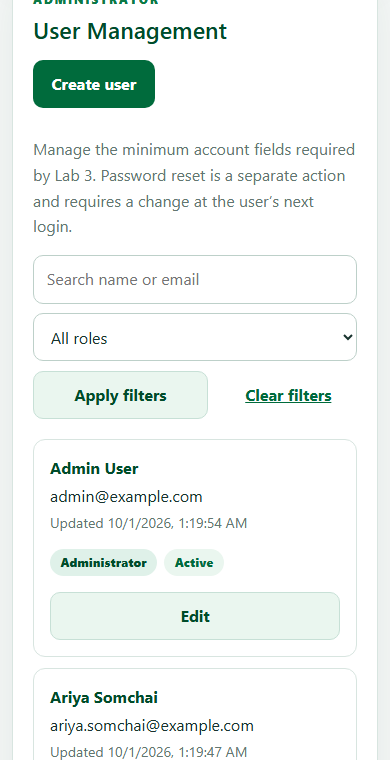 ADMINISTRATOR
User Management
Create user
Manage the minimum account fields required
by Lab 3. Password reset is a separate action
and requires a change at the user's next
login.
Search name or email
All roles
Apply filters
Clear filters
Admin User
admin@example.com
Updated 10/1/2026, 1:19:54 AM
Administrator
Active
Edit
Ariya Somchai
ariya.somchai@example.com
Updated 10/1/2026, 1:19:47 AM